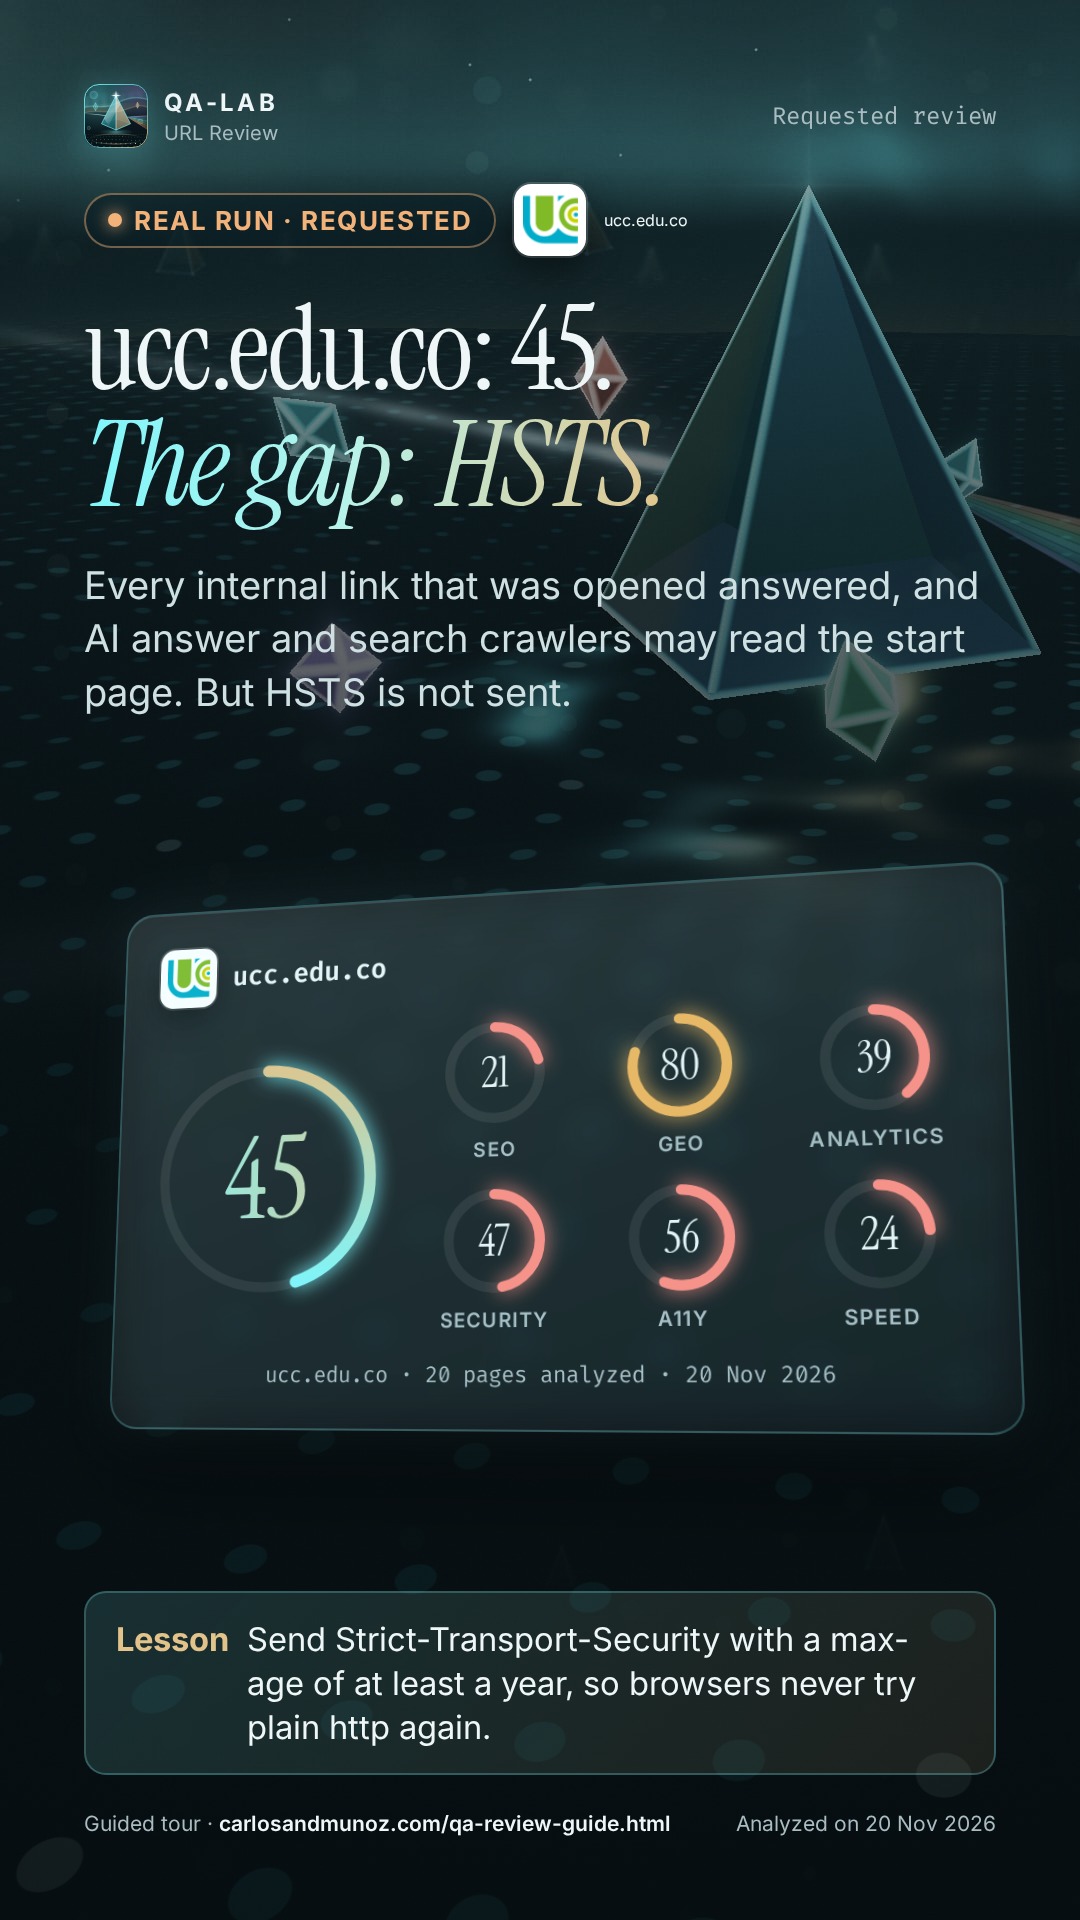 QA-LAB
URL Review
Requested review
REAL RUN · REQUESTED
UC
ucc.edu.co
ucc.edu.co: 45.
The gap: HSTS.
Every internal link that was opened answered, and
AI answer and search crawlers may read the start
page. But HSTS is not sent.
UC
ucc.edu.co
45
21
SEO
80
GEO
39
ANALYTICS
47
SECURITY
56
A11Y
24
SPEED
ucc.edu.co · 20 pages analyzed · 20 Nov 2026
Lesson
Send Strict-Transport-Security with a max-
age of at least a year, so browsers never try
plain http again.
Guided tour · carlosandmunoz.com/qa-review-guide.html
Analyzed on 20 Nov 2026